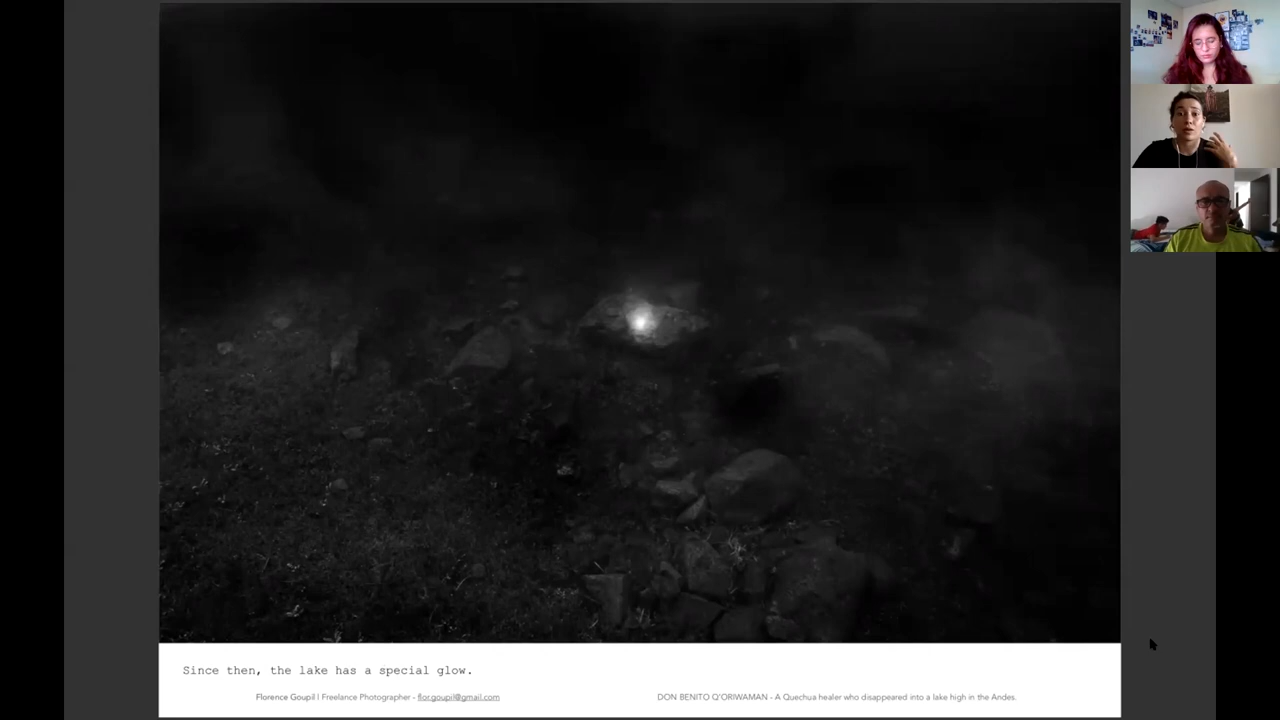 Since then, the lake has a special glow.
Florence Goupil | Freelance Photographer - flor.goupil@gmail.com
DON BENITO Q'ORIWAMAN - A Quechua healer who disappeared into a lake high in the Andes.